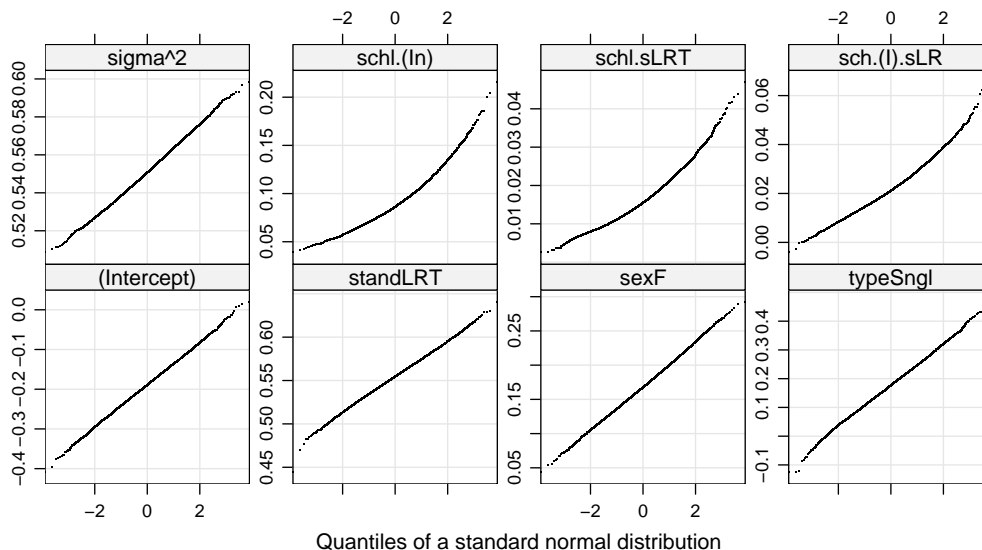 −2 0 2 −2 0 2
sigma^2 schl.(In) schl.sLRT sch.(I).sLR
0.52 0.54 0.56 0.58 0.60
0.05 0.10 0.15 0.20
0.01 0.02 0.03 0.04
0.00 0.02 0.04 0.06
(Intercept) standLRT sexF typeSngl
−0.4 −0.3 −0.2 −0.1 0.0
0.45 0.50 0.55 0.60
0.05 0.15 0.25
−0.1 0.1 0.2 0.3 0.4
−2 0 2 −2 0 2
Quantiles of a standard normal distribution